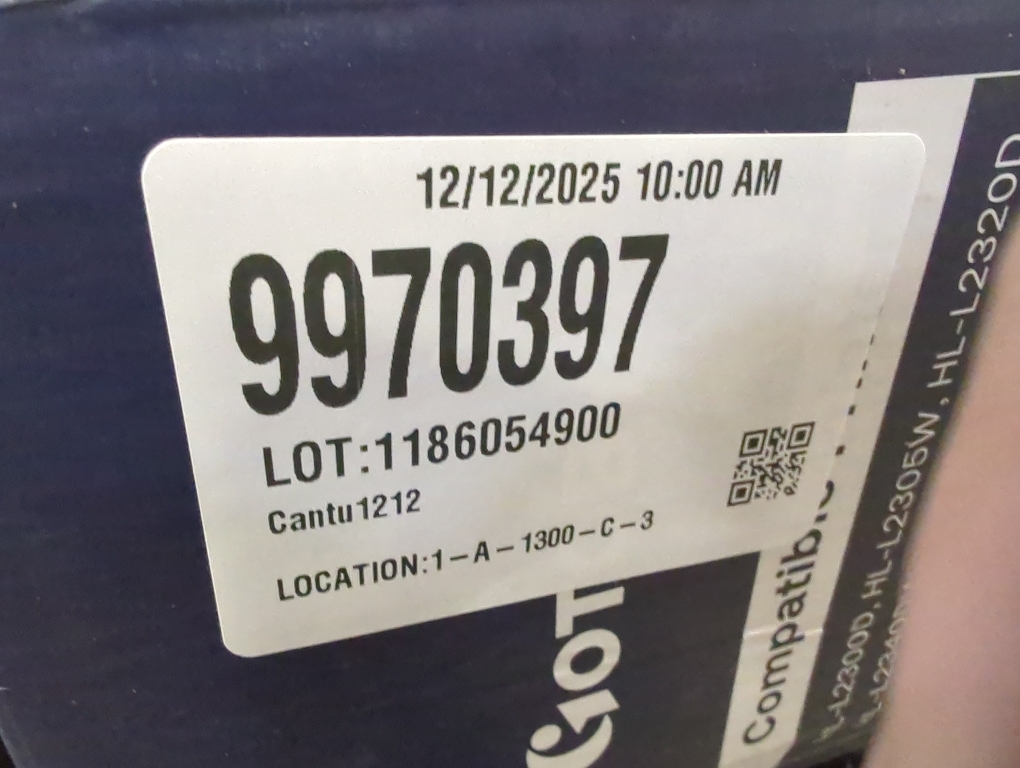 12/12/2025 10:00 AM
9970397
LOT:1186054900
Cantu1212
LOCATION:1-A-1300-C-3
Compatible
HL-L2300D, HL-L2305W, HL-L2320D